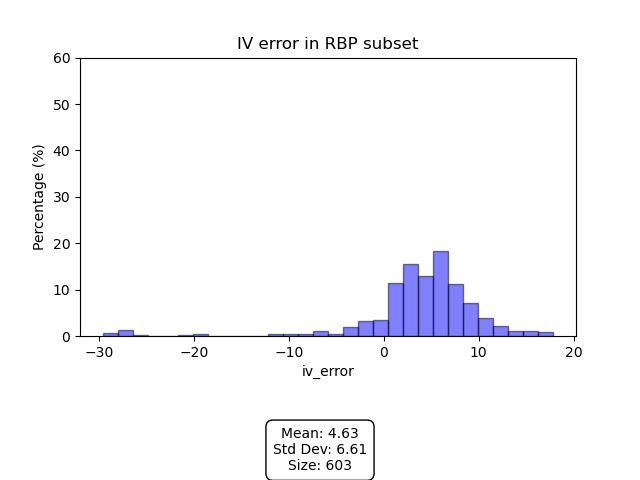 IV error in RBP subset
60
50
40
30
20
10
0
Percentage (%)
−30
−20
−10
0
10
20
iv_error
Mean: 4.63
Std Dev: 6.61
Size: 603